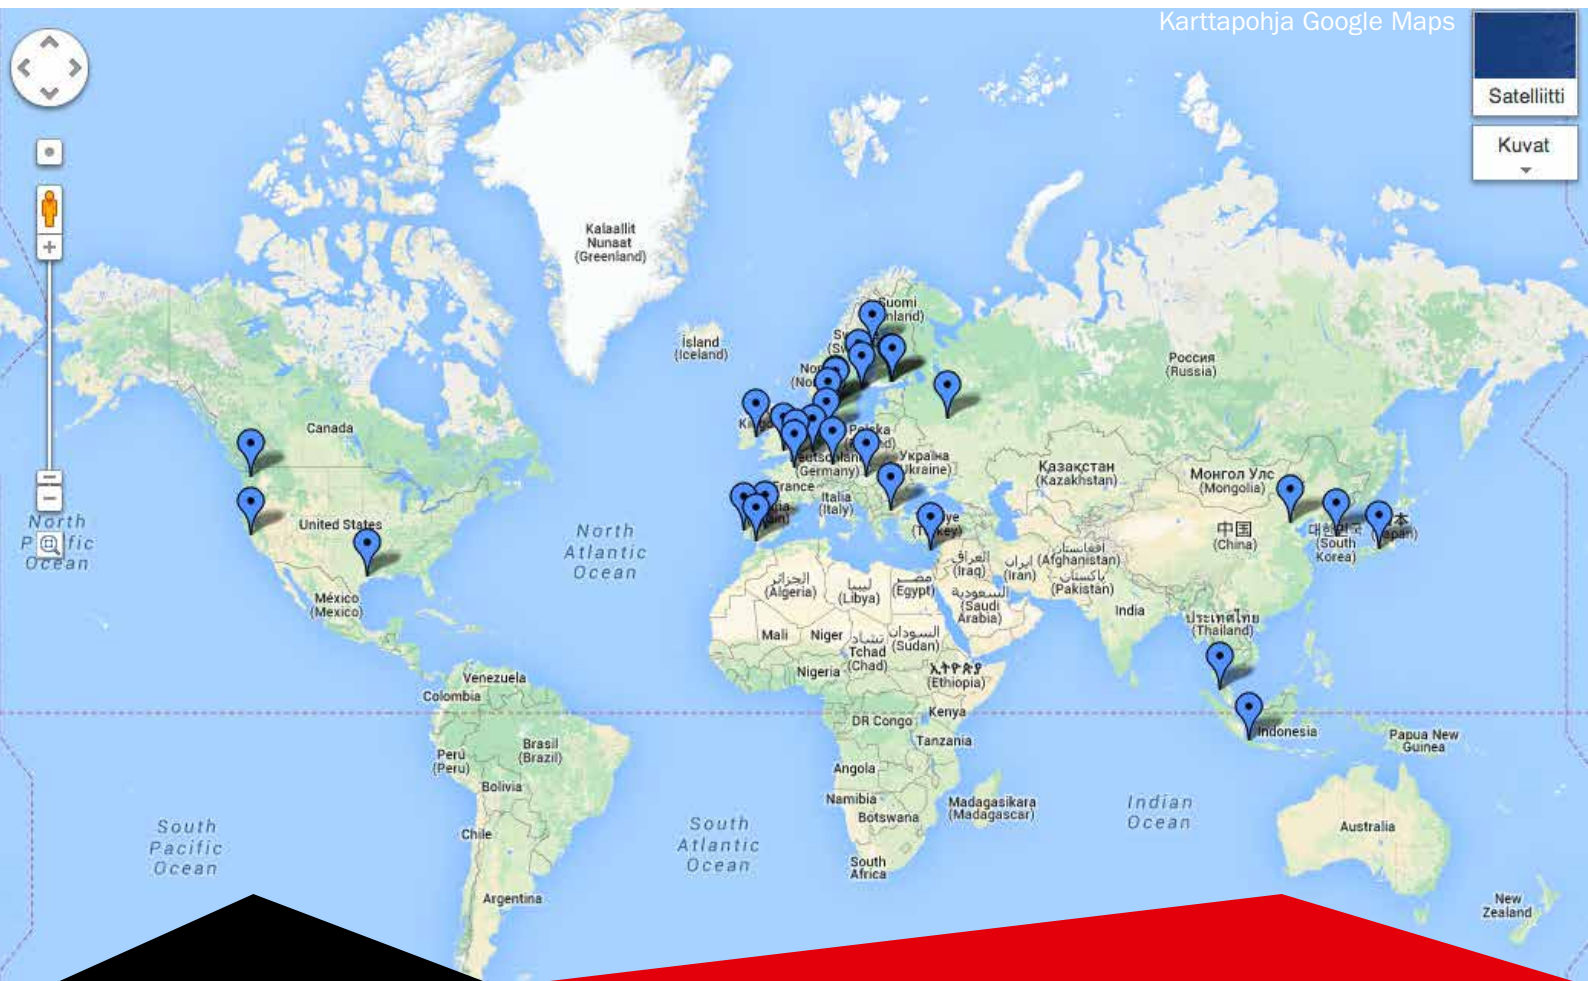 Karttapohja Google Maps
Satelliitti
Kuvat
Kalaallit
Nunaat
(Greenland)
Ísland
(Iceland)
Suomi
Россия
(Russia)
Canada
Polska
Deutschland
(Germany)
Україна
Ukraine)
France
Italia
(Italy)
Қазақстан
(Kazakhstan)
Монгол Улс
(Mongolia)
United States
North
Pacific
Ocean
North
Atlantic
Ocean
中国
(China)
대한민국
(South
Korea)
México
(Mexico)
الجزائر
(Algeria)
ليبيا
(Libya)
مصر
(Egypt)
العراق
(Iraq)
ایران
(Iran)
افغانستان
(Afghanistan)
پاکستان
(Pakistan)
السعودية
(Saudi
Arabia)
India
ประเทศไทย
(Thailand)
Mali
Niger
تشاد
Tchad
(Chad)
السودان
(Sudan)
Nigeria
ኢትዮጵያ
(Ethiopia)
Venezuela
Colombia
DR Congo
Kenya
Tanzania
Indonesia
Papua New
Guinea
Perú
(Peru)
Brasil
(Brazil)
Bolivia
Angola
Namibia
Botswana
Madagasikara
(Madagascar)
Indian
Ocean
Australia
South
Pacific
Ocean
South
Atlantic
Ocean
Chile
South
Africa
Argentina
New
Zealand